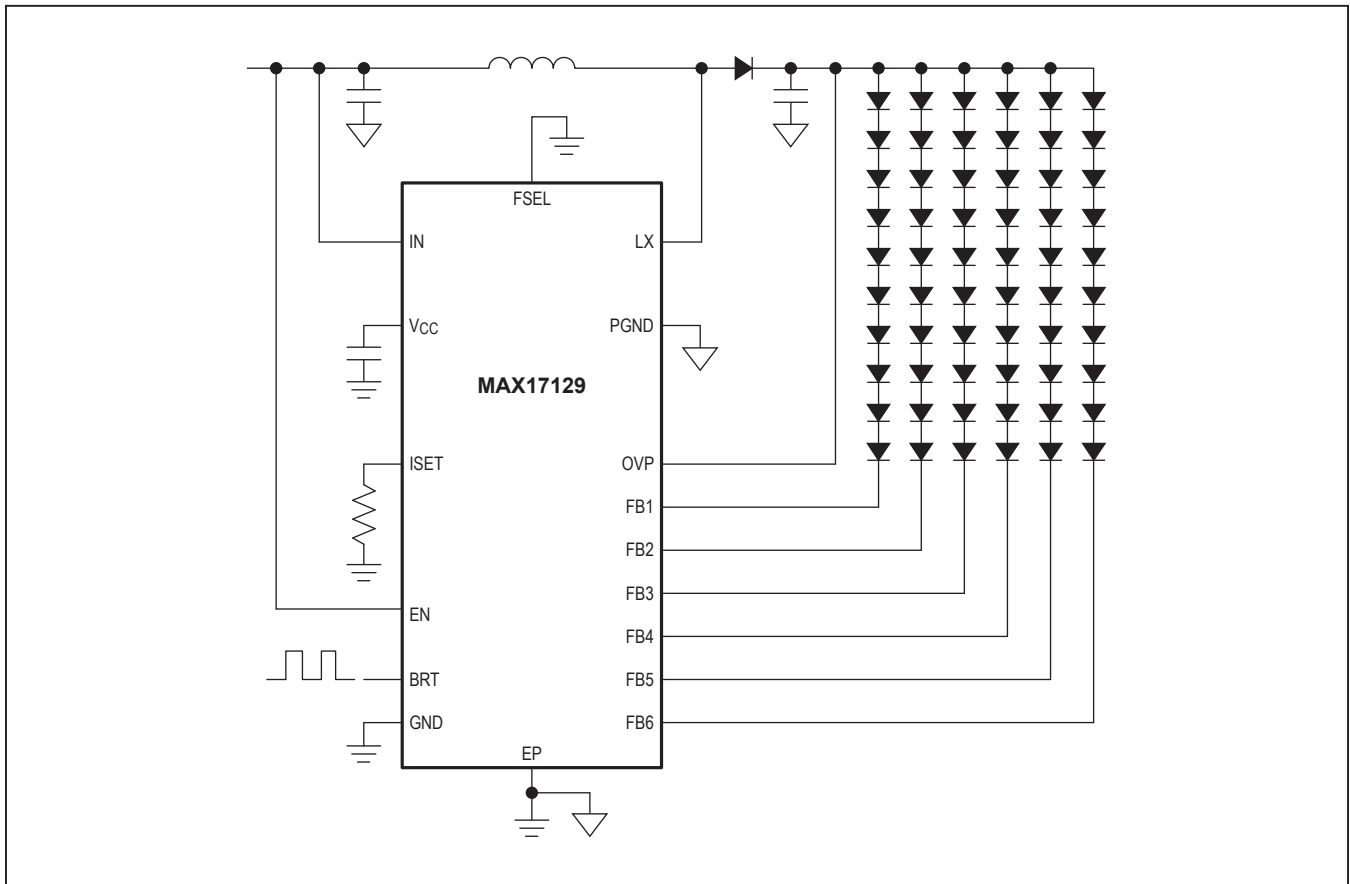 FSEL
IN
LX
VCC
PGND
MAX17129
ISET
OVP
FB1
FB2
FB3
EN
FB4
BRT
FB5
GND
FB6
EP